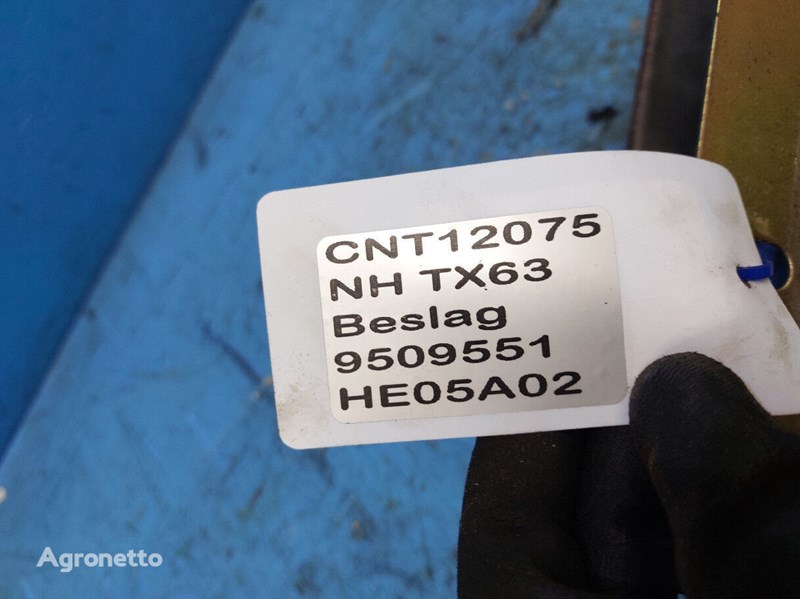 CNT12075
NH TX63
Beslag
9509551
HE05A02
Agronetto